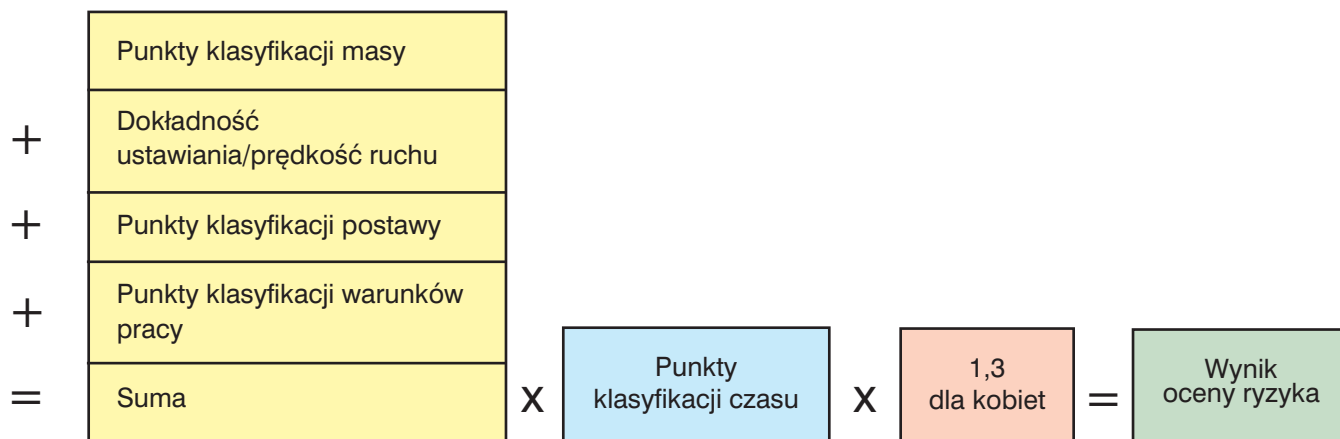 Punkty klasyfikacji masy
+
Dokładność
ustawiania/prędkość ruchu
+
Punkty klasyfikacji postawy
+
Punkty klasyfikacji warunków
pracy
=
Suma
x
Punkty
klasyfikacji czasu
x
1,3
dla kobiet
=
Wynik
oceny ryzyka